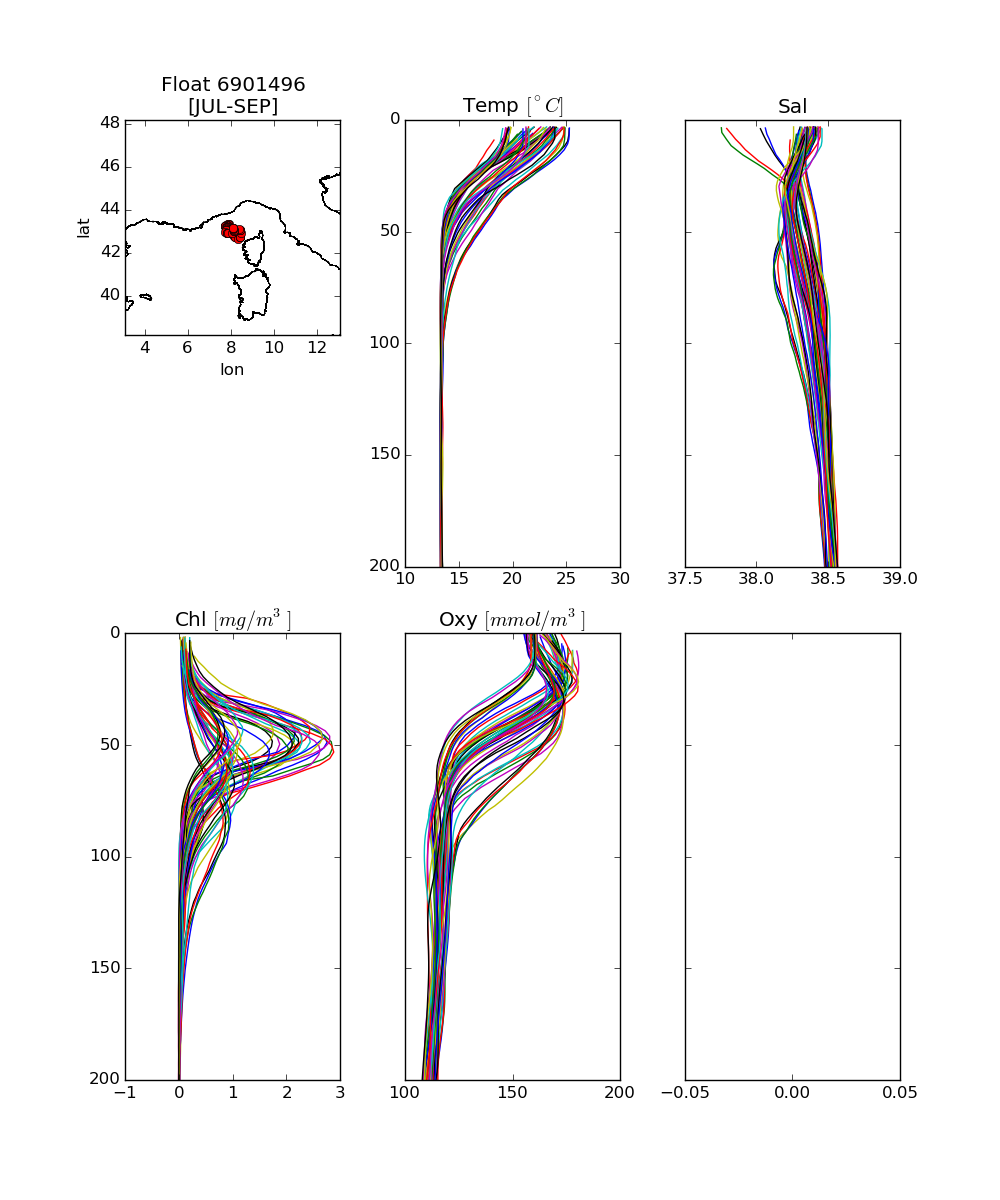 Float 6901496
[JUL-SEP]
48
46
44
42
40
lat
4 6 8 10 12
lon
Temp [°C]
0
50
100
150
200
10 15 20 25 30
Sal
37.5 38.0 38.5 39.0
Chl [mg/m³ ]
0
50
100
150
200
−1 0 1 2 3
Oxy [mmol/m³ ]
100 150 200
−0.05 0.00 0.05